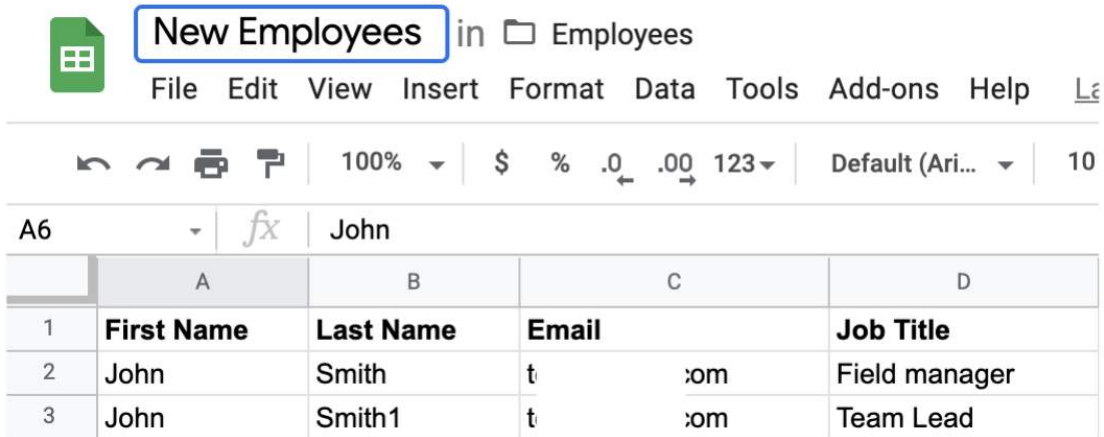 New Employees in Employees
File Edit View Insert Format Data Tools Add-ons Help
100% $ % .0 .00 123 Default (Ari... 10
A6 fx John
A B C D
1 First Name Last Name Email Job Title
2 John Smith com Field manager
3 John Smith1 com Team Lead